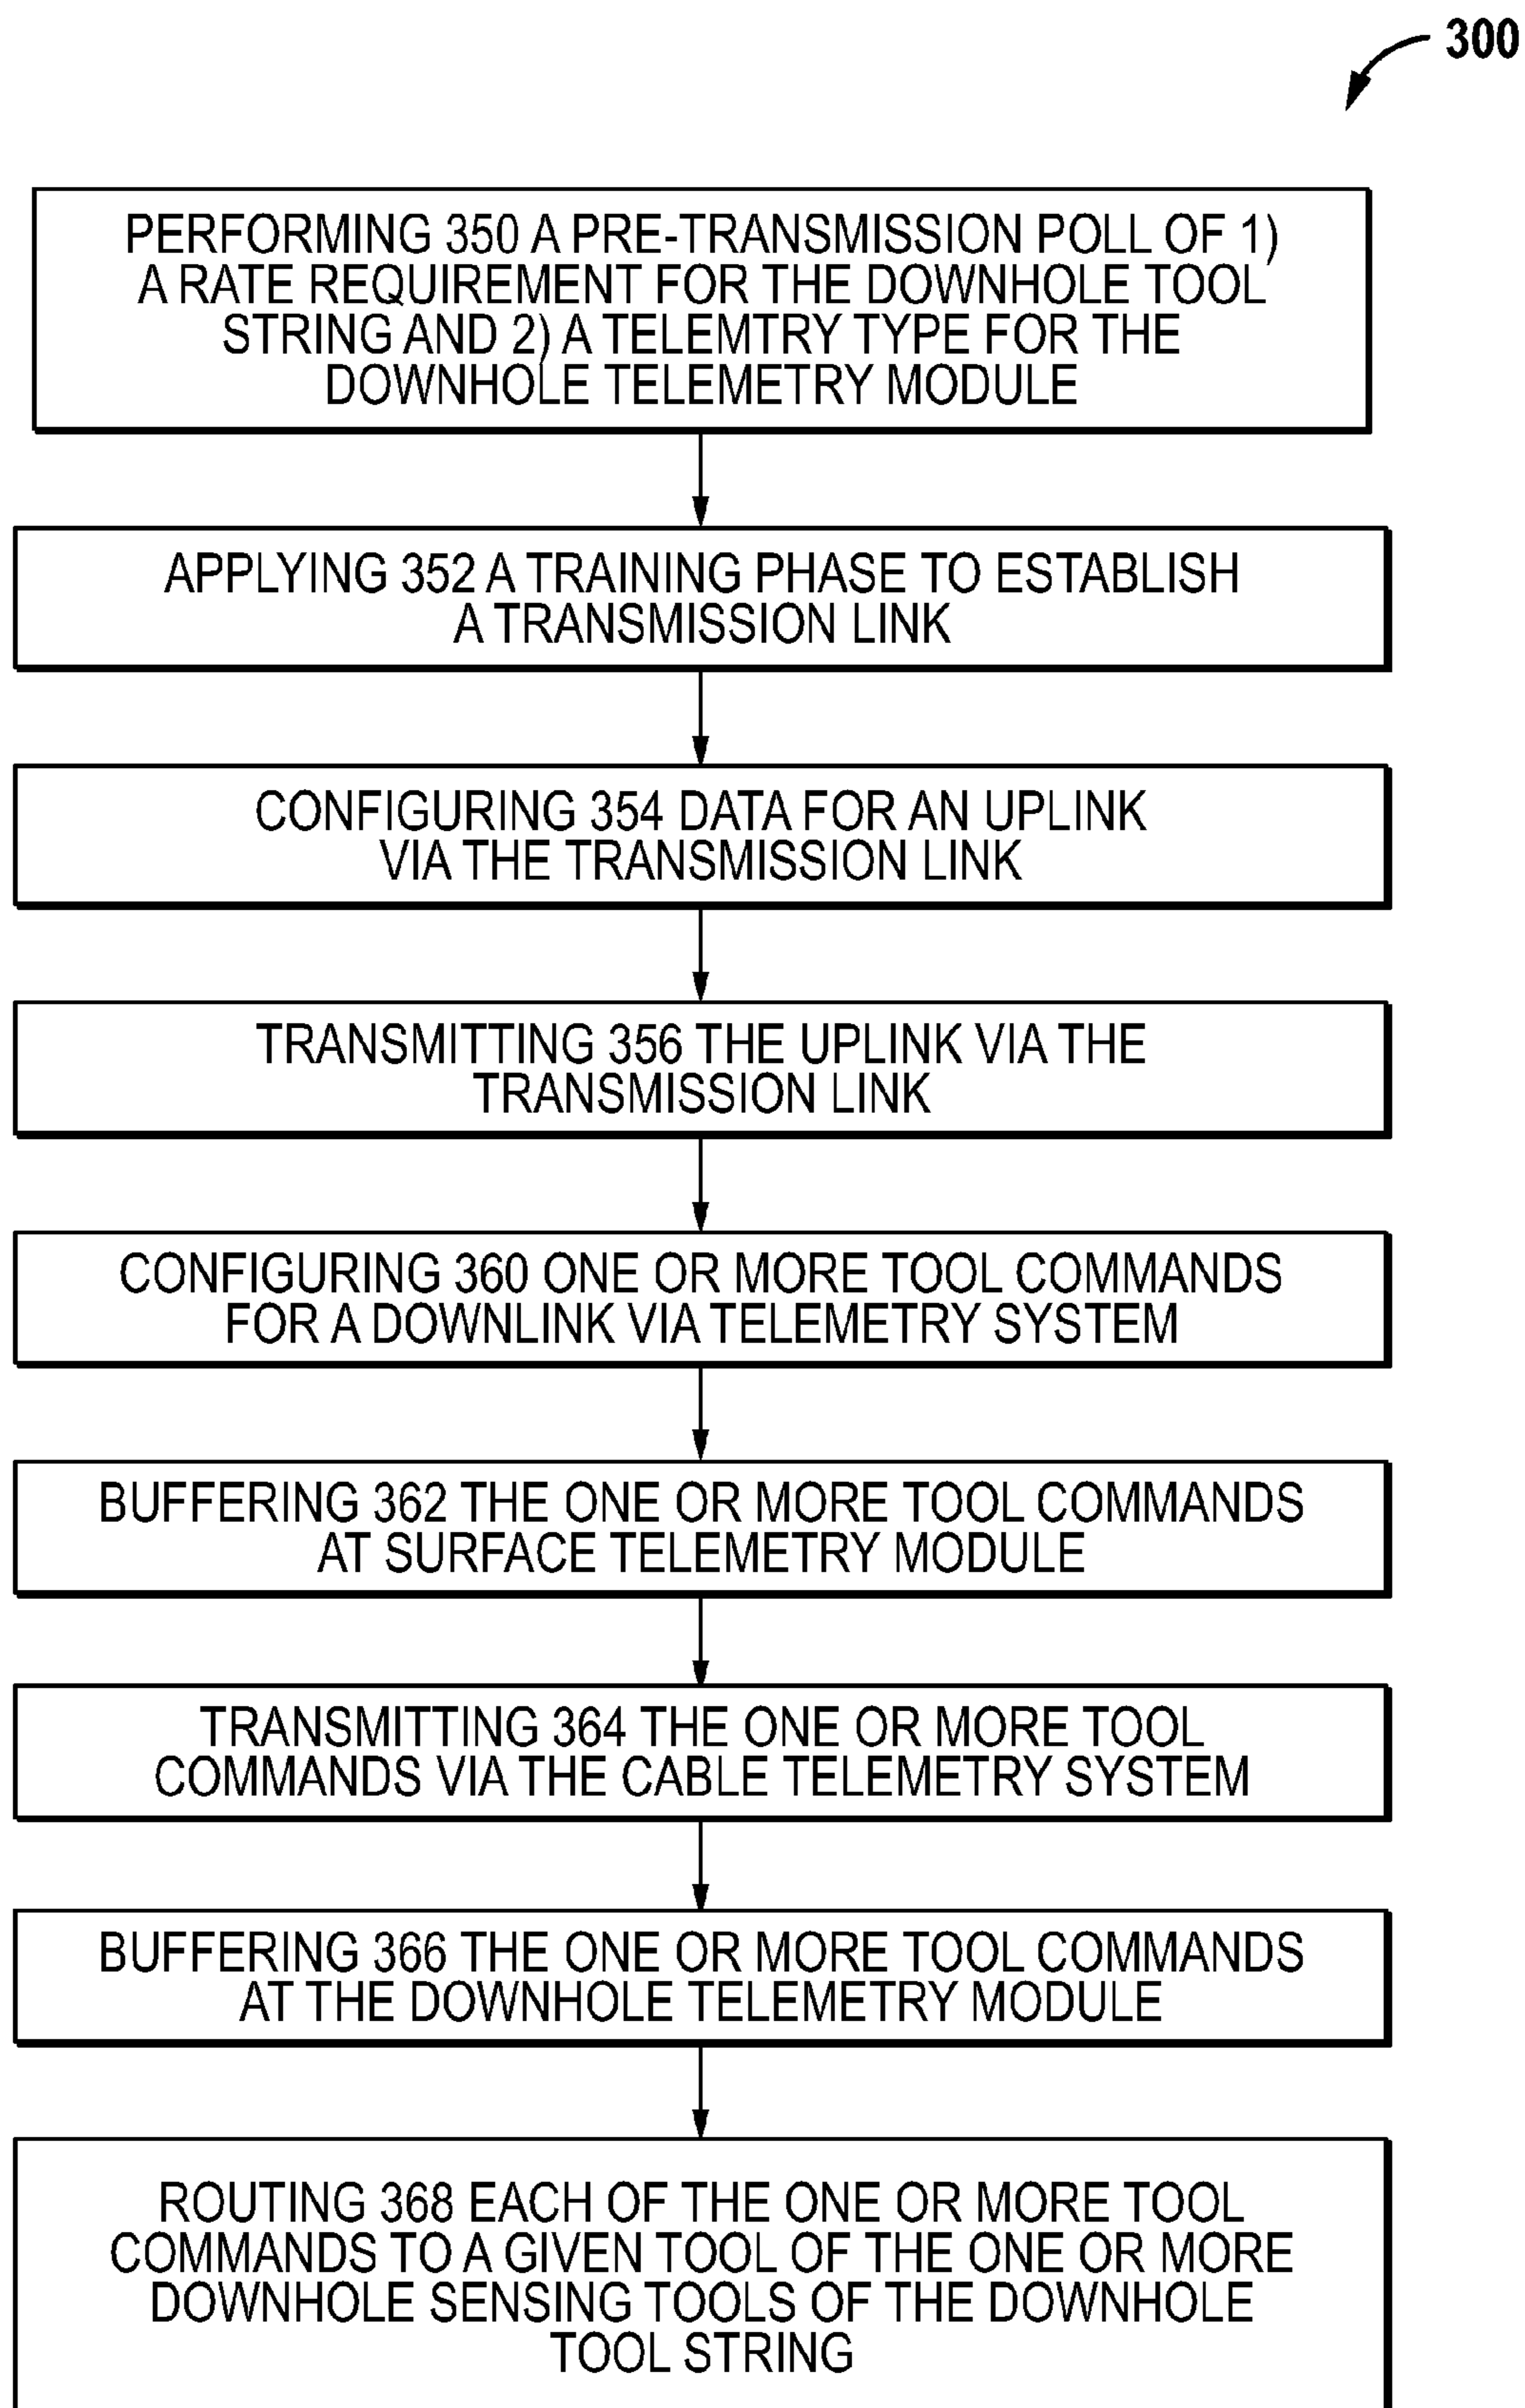 300
PERFORMING 350 A PRE-TRANSMISSION POLL OF 1)
A RATE REQUIREMENT FOR THE DOWNHOLE TOOL
STRING AND 2) A TELEMTRY TYPE FOR THE
DOWNHOLE TELEMETRY MODULE
APPLYING 352 A TRAINING PHASE TO ESTABLISH
A TRANSMISSION LINK
CONFIGURING 354 DATA FOR AN UPLINK
VIA THE TRANSMISSION LINK
TRANSMITTING 356 THE UPLINK VIA THE
TRANSMISSION LINK
CONFIGURING 360 ONE OR MORE TOOL COMMANDS
FOR A DOWNLINK VIA TELEMETRY SYSTEM
BUFFERING 362 THE ONE OR MORE TOOL COMMANDS
AT SURFACE TELEMETRY MODULE
TRANSMITTING 364 THE ONE OR MORE TOOL
COMMANDS VIA THE CABLE TELEMETRY SYSTEM
BUFFERING 366 THE ONE OR MORE TOOL COMMANDS
AT THE DOWNHOLE TELEMETRY MODULE
ROUTING 368 EACH OF THE ONE OR MORE TOOL
COMMANDS TO A GIVEN TOOL OF THE ONE OR MORE
DOWNHOLE SENSING TOOLS OF THE DOWNHOLE
TOOL STRING